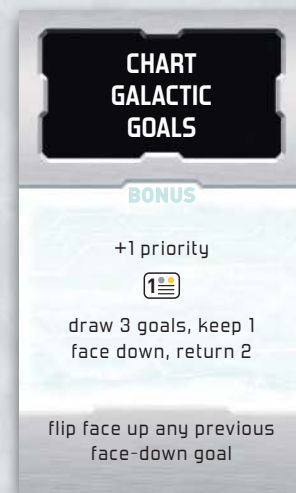 CHART
GALACTIC
GOALS
BONUS
+1 priority
1
draw 3 goals, keep 1
face down, return 2
flip face up any previous
face-down goal